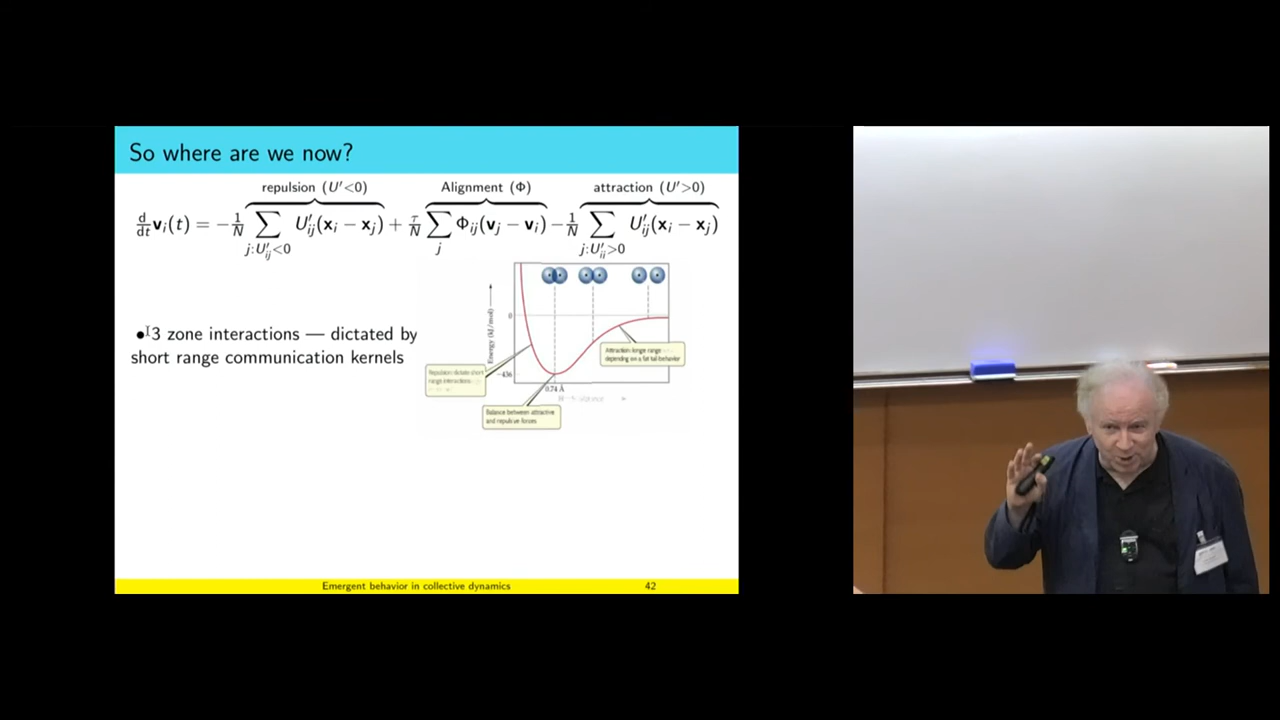 So where are we now?
repulsion (U′<0) Alignment (Φ) attraction (U′>0)
d/dt v_i(t) = −1/N ∑ U′_ij(x_i − x_j) + τ/N ∑ Φ_ij(v_j − v_i) −1/N ∑ U′_ij(x_i − x_j)
j:U′_ij<0 j j:U′_ij>0
●3 zone interactions — dictated by
short range communication kernels
Energy (kJ/mol)
0
−436
0.74 Å
Attraction longe range
depending on a fat tail behavior
Repulsion dictate short
range interactions
Balance between attractive
and repulsive forces
Emergent behavior in collective dynamics 42